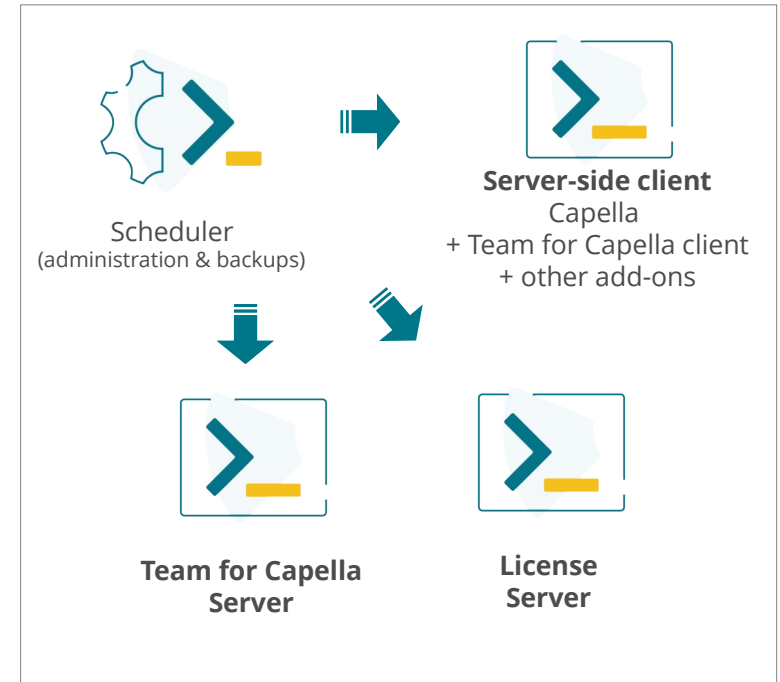 Scheduler
(administration & backups)
Server-side client
Capella
+ Team for Capella client
+ other add-ons
Team for Capella
Server
License
Server